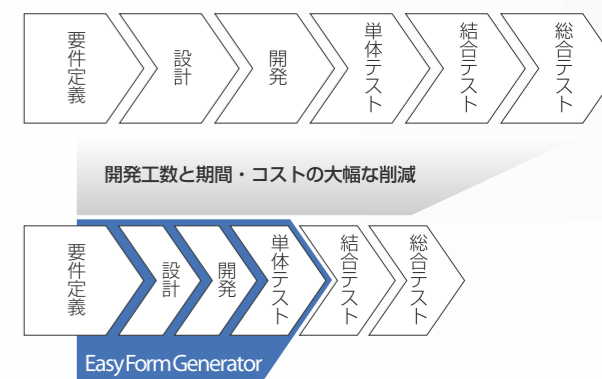 要件定義
設計
開発
単体テスト
結合テスト
総合テスト
開発工数と期間・コストの大幅な削減
要件定義
設計
開発
単体テスト
結合テスト
総合テスト
Easy Form Generator